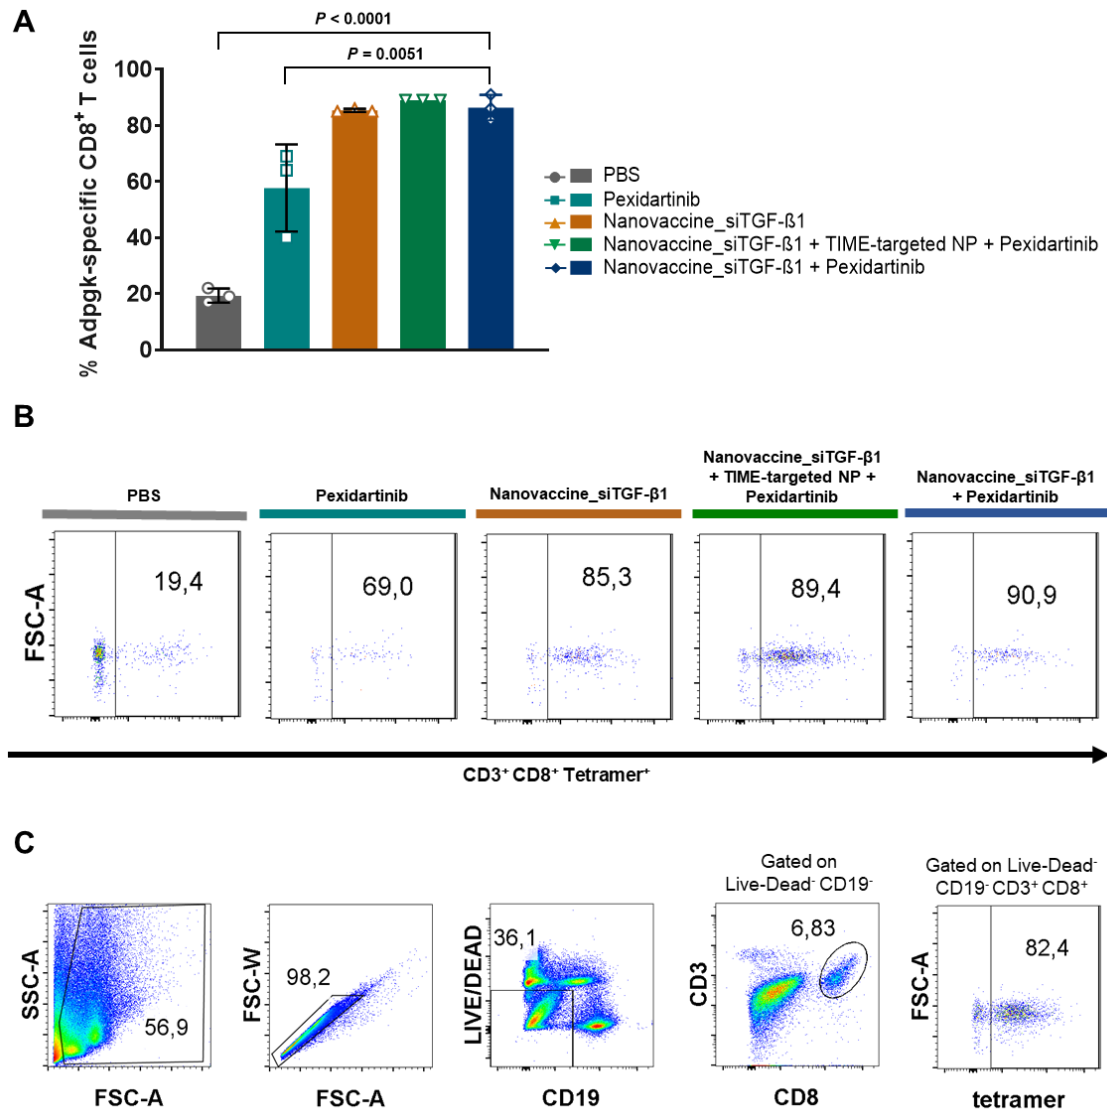 A
P < 0.0001
P = 0.0051
% Adpgk-specific CD8⁺ T cells
100
80
60
40
20
0
PBS
Pexidartinib
Nanovaccine_siTGF-ß1
Nanovaccine_siTGF-ß1 + TIME-targeted NP + Pexidartinib
Nanovaccine_siTGF-ß1 + Pexidartinib
B
PBS
Pexidartinib
Nanovaccine_siTGF-β1
Nanovaccine_siTGF-β1
+ TIME-targeted NP +
Pexidartinib
Nanovaccine_siTGF-β1
+ Pexidartinib
FSC-A
19,4
69,0
85,3
89,4
90,9
CD3⁺ CD8⁺ Tetramer⁺
C
SSC-A
56,9
FSC-A
FSC-W
98,2
FSC-A
LIVE/DEAD
36,1
CD19
Gated on
Live-Dead⁻ CD19⁻
CD3
6,83
CD8
Gated on Live-Dead⁻
CD19⁻ CD3⁺ CD8⁺
FSC-A
82,4
tetramer